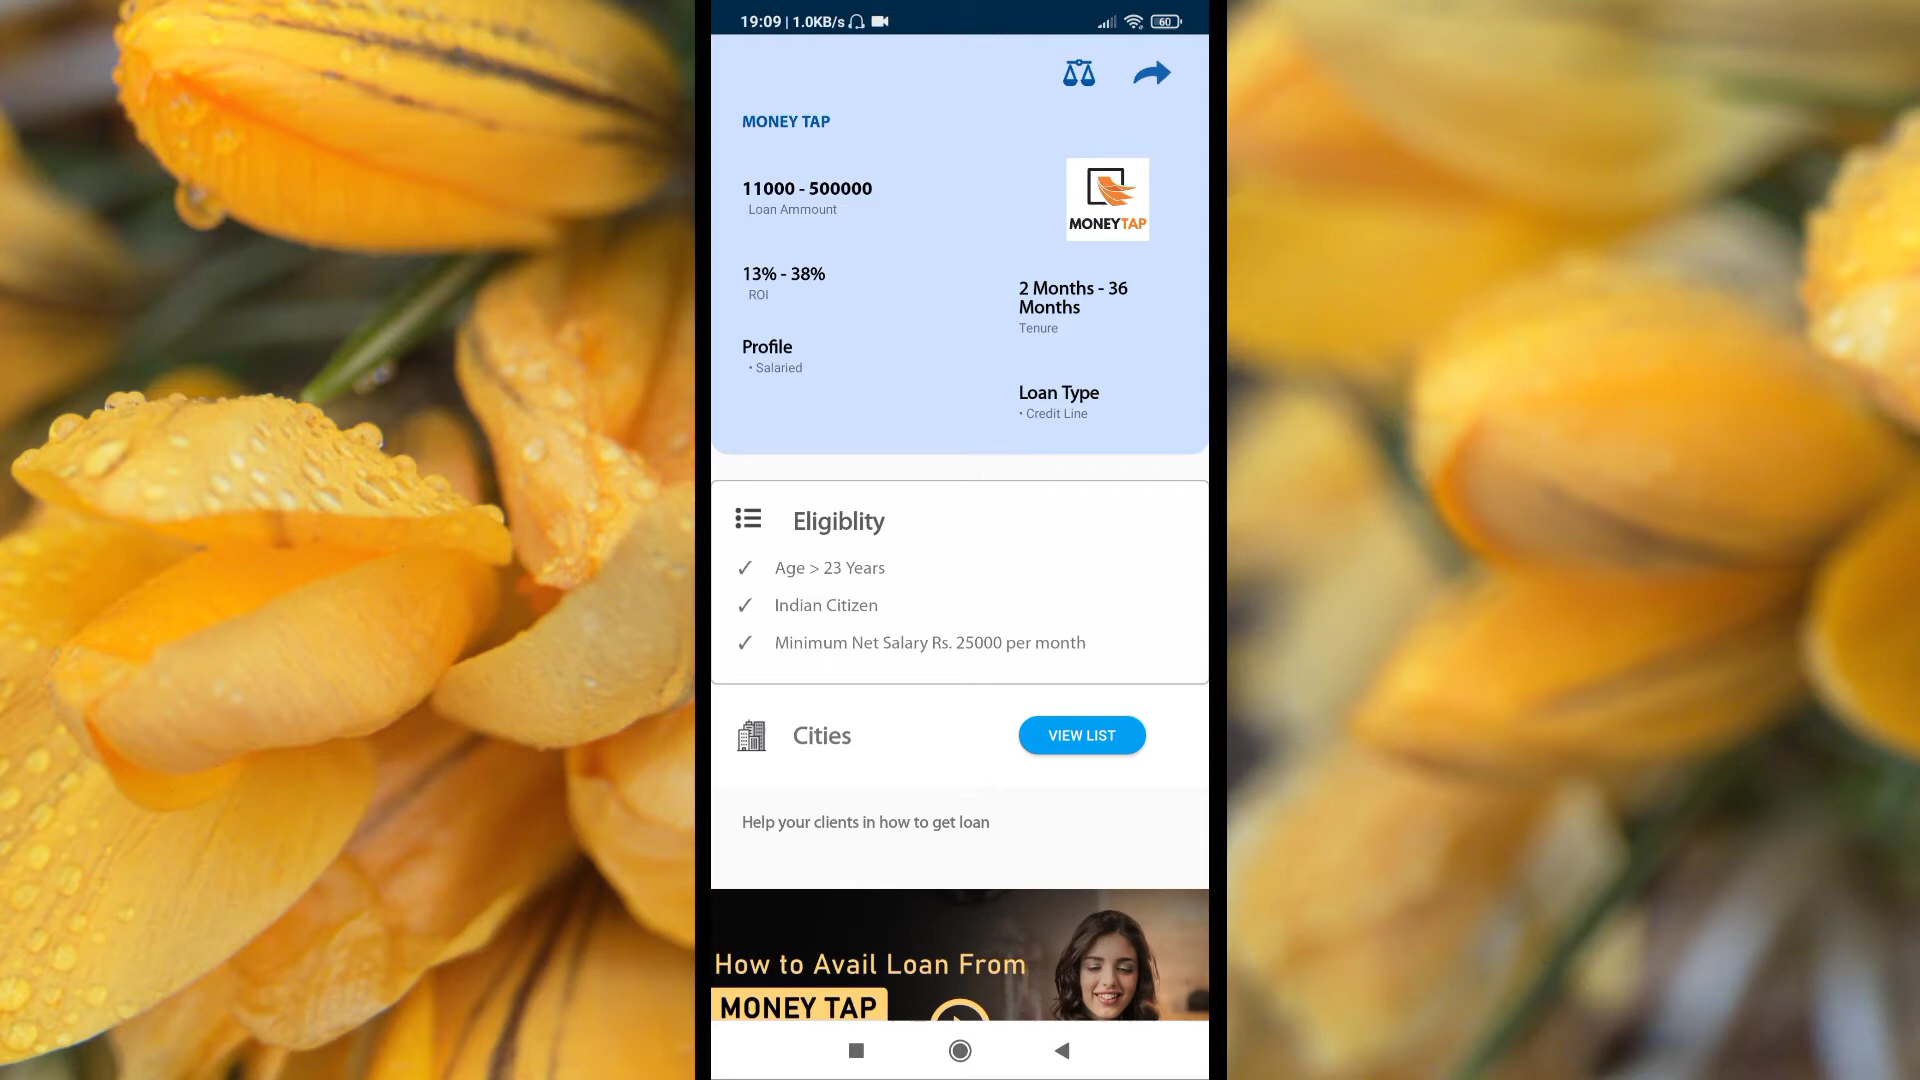 19:09 | 1.0KB/s
60
MONEY TAP
11000 - 500000
Loan Ammount
MONEYTAP
13% - 38%
ROI
2 Months - 36
Months
Tenure
Profile
• Salaried
Loan Type
• Credit Line
Eligiblity
✓ Age > 23 Years
✓ Indian Citizen
✓ Minimum Net Salary Rs. 25000 per month
Cities
VIEW LIST
Help your clients in how to get loan
How to Avail Loan From
MONEY TAP